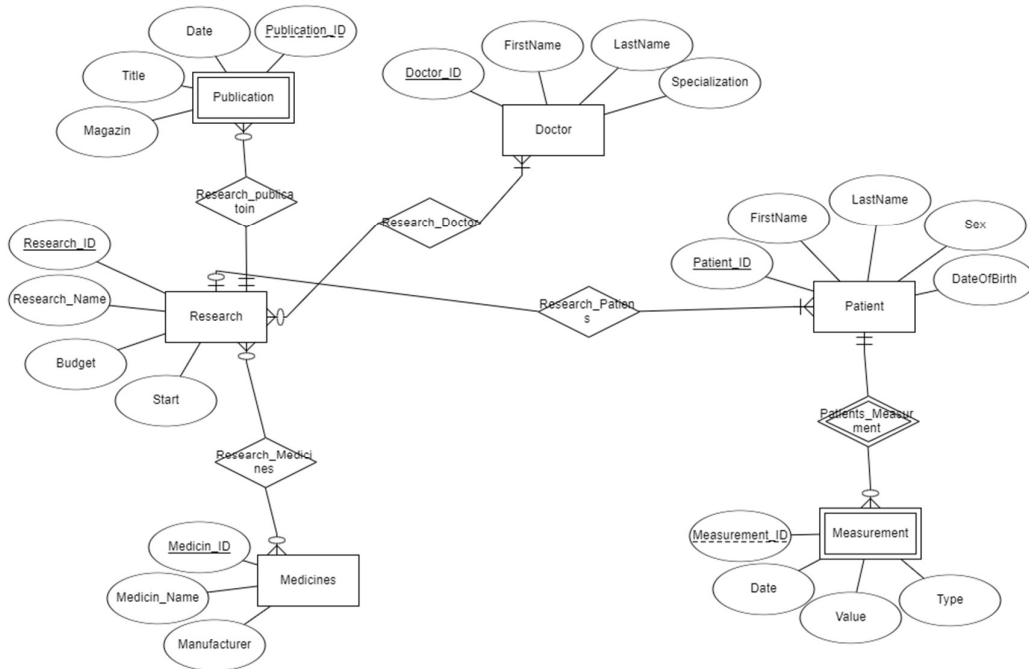 Date
Publication_ID
Title
Publication
Magazin
FirstName
LastName
Doctor_ID
Specialization
Doctor
Research_publica
toin
Research_Doctor
Research_ID
Research_Name
Research
Budget
Start
Research_Patien
s
FirstName
LastName
Sex
Patient_ID
DateOfBirth
Patient
Patients_Measur
ment
Research_Medici
nes
Medicin_ID
Medicin_Name
Medicines
Manufacturer
Measurement_ID
Measurement
Date
Value
Type